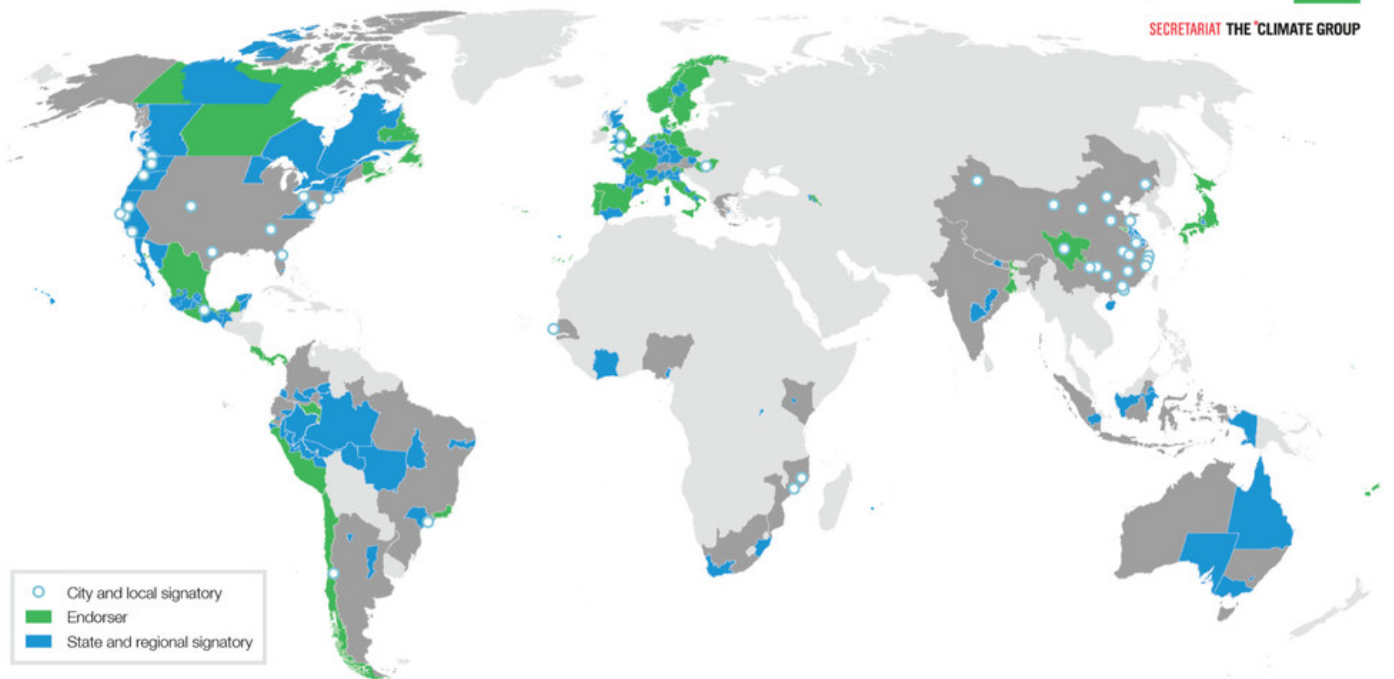 SECRETARIAT THE °CLIMATE GROUP
City and local signatory
Endorser
State and regional signatory